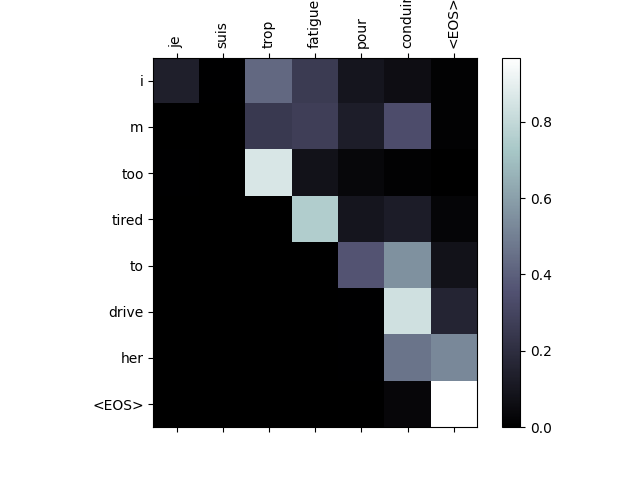 je suis trop fatigue pour conduir <EOS>
i
m
too
tired
to
drive
her
<EOS>
0.8
0.6
0.4
0.2
0.0